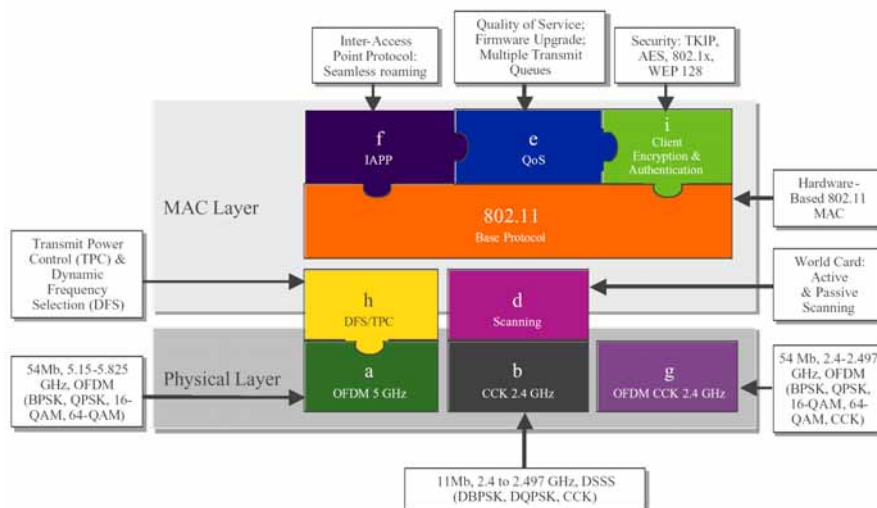 Inter-Access
Point Protocol:
Seamless roaming
Quality of Service;
Firmware Upgrade;
Multiple Transmit
Queues
Security: TKIP,
AES, 802.1x,
WEP 128
f
IAPP
e
QoS
i
Client
Encryption &
Authentication
MAC Layer
802.11
Base Protocol
Hardware-
Based 802.11
MAC
Transmit Power
Control (TPC) &
Dynamic
Frequency
Selection (DFS)
h
DFS/TPC
d
Scanning
World Card:
Active
& Passive
Scanning
54Mb, 5.15-5.825
GHz, OFDM
(BPSK, QPSK, 16-
QAM, 64-QAM)
Physical Layer
a
OFDM 5 GHz
b
CCK 2.4 GHz
g
OFDM CCK 2.4 GHz
54 Mb, 2.4-2.497
GHz, OFDM
(BPSK, QPSK,
16-QAM, 64-
QAM, CCK)
11Mb, 2.4 to 2.497 GHz, DSSS
(DBPSK, DQPSK, CCK)